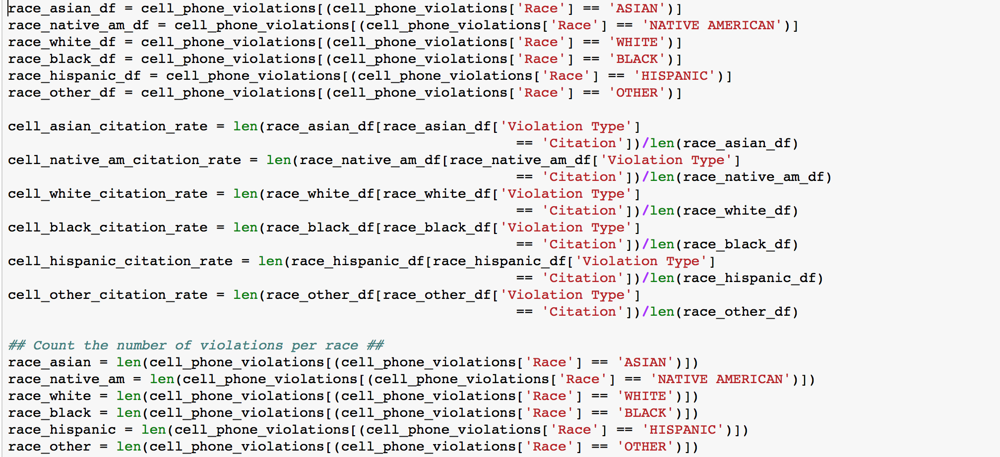 race_asian_df = cell_phone_violations[(cell_phone_violations['Race'] == 'ASIAN')]
race_native_am_df = cell_phone_violations[(cell_phone_violations['Race'] == 'NATIVE AMERICAN')]
race_white_df = cell_phone_violations[(cell_phone_violations['Race'] == 'WHITE')]
race_black_df = cell_phone_violations[(cell_phone_violations['Race'] == 'BLACK')]
race_hispanic_df = cell_phone_violations[(cell_phone_violations['Race'] == 'HISPANIC')]
race_other_df = cell_phone_violations[(cell_phone_violations['Race'] == 'OTHER')]
cell_asian_citation_rate = len(race_asian_df[race_asian_df['Violation Type']
== 'Citation'])/len(race_asian_df)
cell_native_am_citation_rate = len(race_native_am_df[race_native_am_df['Violation Type']
== 'Citation'])/len(race_native_am_df)
cell_white_citation_rate = len(race_white_df[race_white_df['Violation Type']
== 'Citation'])/len(race_white_df)
cell_black_citation_rate = len(race_black_df[race_black_df['Violation Type']
== 'Citation'])/len(race_black_df)
cell_hispanic_citation_rate = len(race_hispanic_df[race_hispanic_df['Violation Type']
== 'Citation'])/len(race_hispanic_df)
cell_other_citation_rate = len(race_other_df[race_other_df['Violation Type']
== 'Citation'])/len(race_other_df)
## Count the number of violations per race ##
race_asian = len(cell_phone_violations[(cell_phone_violations['Race'] == 'ASIAN')])
race_native_am = len(cell_phone_violations[(cell_phone_violations['Race'] == 'NATIVE AMERICAN')])
race_white = len(cell_phone_violations[(cell_phone_violations['Race'] == 'WHITE')])
race_black = len(cell_phone_violations[(cell_phone_violations['Race'] == 'BLACK')])
race_hispanic = len(cell_phone_violations[(cell_phone_violations['Race'] == 'HISPANIC')])
race_other = len(cell_phone_violations[(cell_phone_violations['Race'] == 'OTHER')])